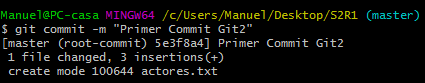 Manuel@PC-casa MINGW64 /c/Users/Manuel/Desktop/S2R1 (master)
$ git commit -m "Primer Commit Git2"
[master (root-commit) 5e3f8a4] Primer Commit Git2
 1 file changed, 3 insertions(+)
 create mode 100644 actores.txt